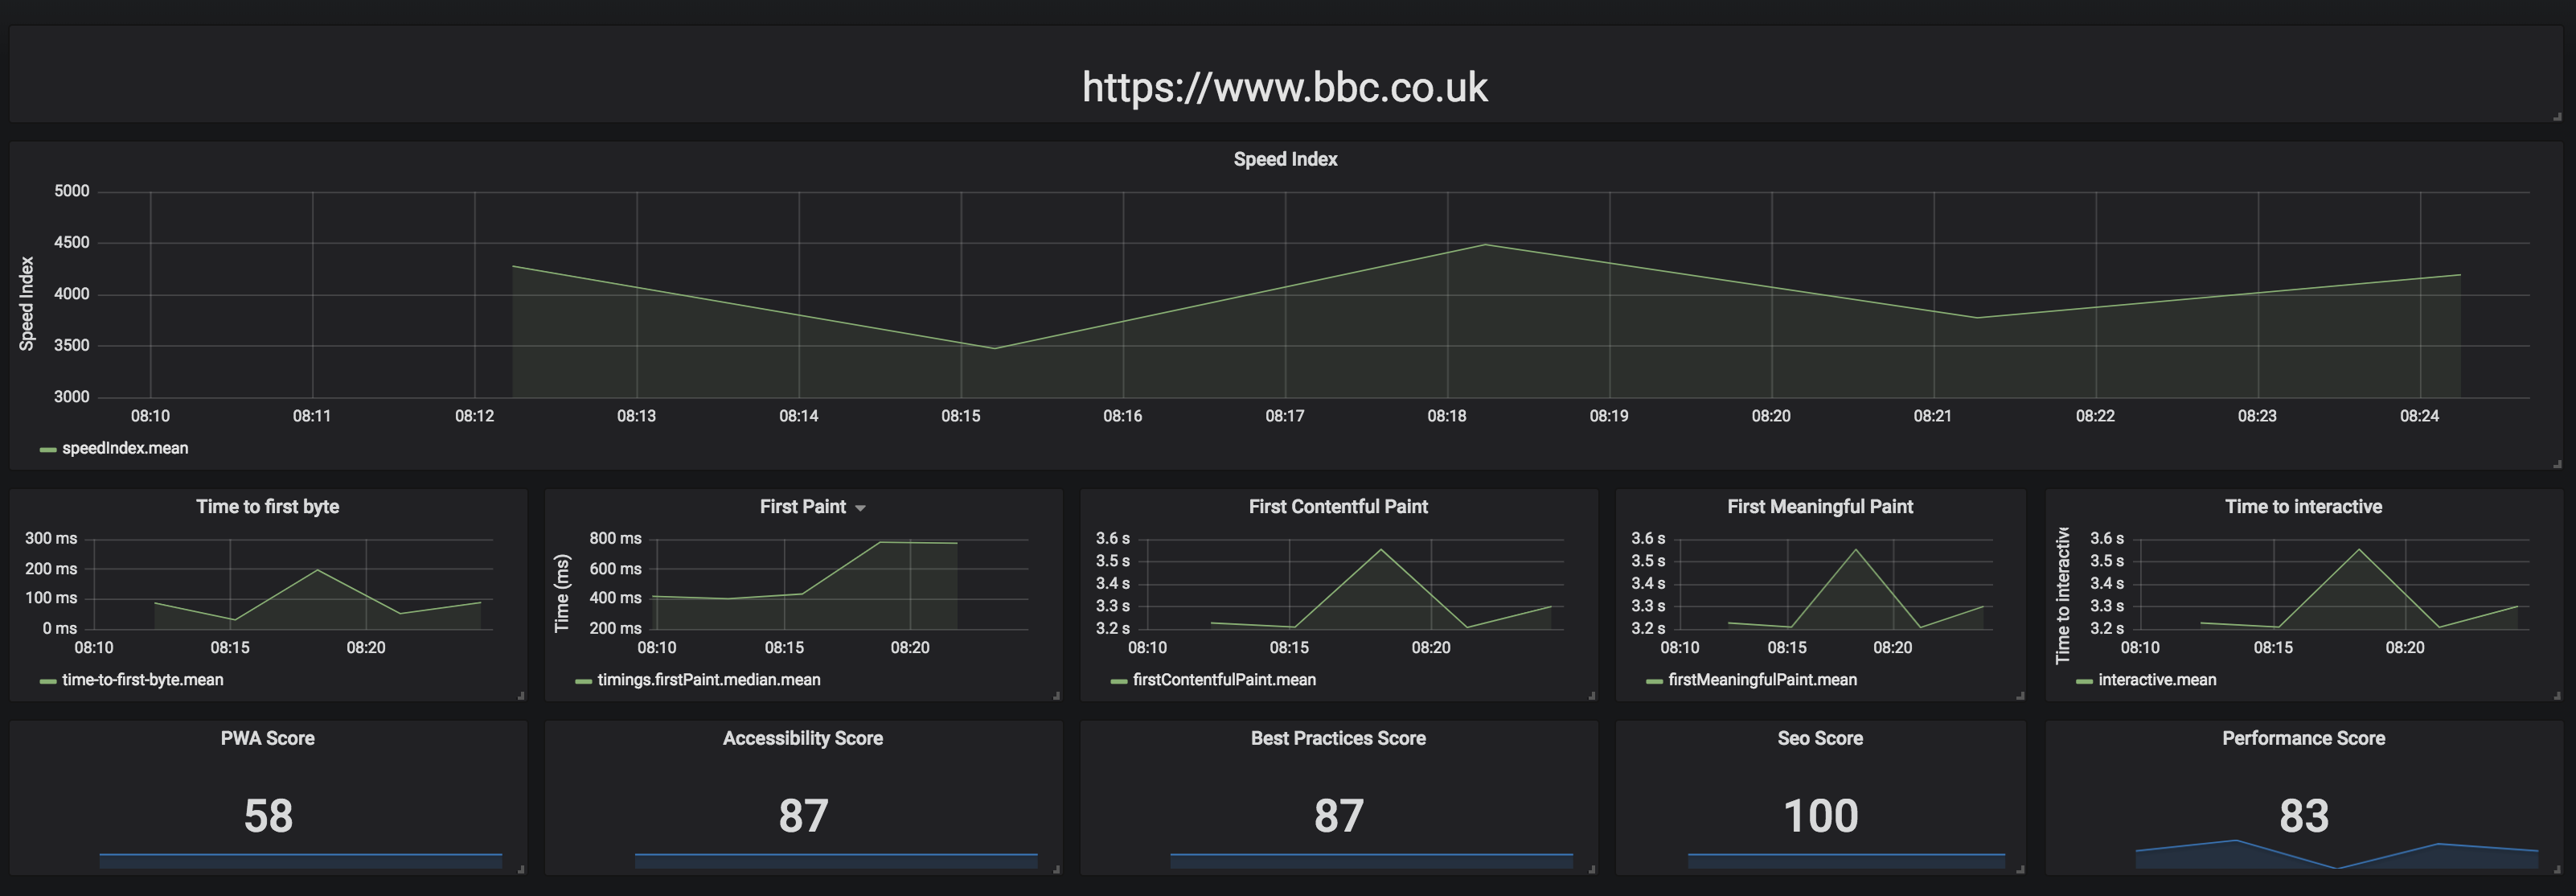 https://www.bbc.co.uk
Speed Index
Speed Index
5000
4500
4000
3500
3000
08:10 08:11 08:12 08:13 08:14 08:15 08:16 08:17 08:18 08:19 08:20 08:21 08:22 08:23 08:24
speedIndex.mean
Time to first byte
300 ms
200 ms
100 ms
0 ms
08:10 08:15 08:20
time-to-first-byte.mean
First Paint
Time (ms)
800 ms
600 ms
400 ms
200 ms
08:10 08:15 08:20
timings.firstPaint.median.mean
First Contentful Paint
3.6 s
3.5 s
3.4 s
3.3 s
3.2 s
08:10 08:15 08:20
firstContentfulPaint.mean
First Meaningful Paint
3.6 s
3.5 s
3.4 s
3.3 s
3.2 s
08:10 08:15 08:20
firstMeaningfulPaint.mean
Time to interactive
Time to interactive
3.6 s
3.5 s
3.4 s
3.3 s
3.2 s
08:10 08:15 08:20
interactive.mean
PWA Score
58
Accessibility Score
87
Best Practices Score
87
Seo Score
100
Performance Score
83